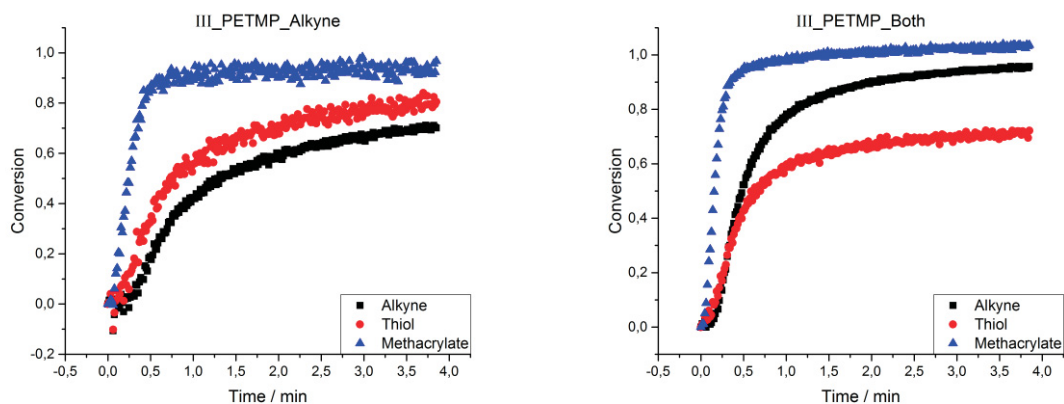 III_PETMP_Alkyne
1,0
0,8
0,6
0,4
0,2
0,0
-0,2
Conversion
-0,5 0,0 0,5 1,0 1,5 2,0 2,5 3,0 3,5 4,0
Time / min
Alkyne
Thiol
Methacrylate
III_PETMP_Both
1,0
0,8
0,6
0,4
0,2
0,0
Conversion
-0,5 0,0 0,5 1,0 1,5 2,0 2,5 3,0 3,5 4,0
Time / min
Alkyne
Thiol
Methacrylate